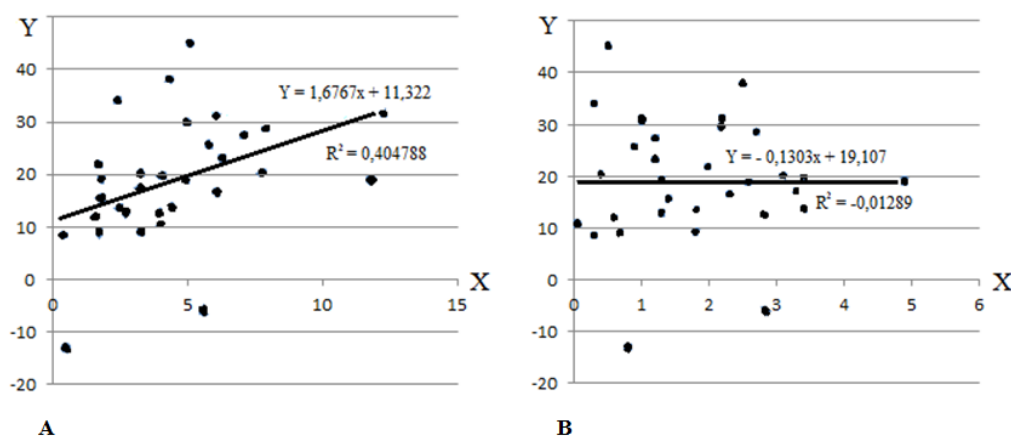 Y
40
30
20
10
0
-10
-20
0
5
10
15
X
Y = 1,6767x + 11,322
R² = 0,404788
A
Y
40
30
20
10
0
-10
-20
0
1
2
3
4
5
6
X
Y = - 0,1303x + 19,107
R² = -0,01289
B